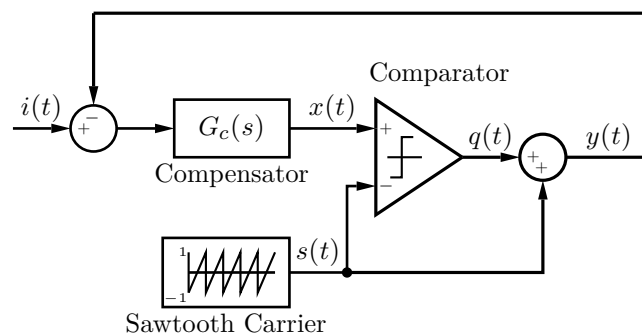 Comparator
i(t)
−
+
G_c(s)
x(t)
+
−
q(t)
+
+
y(t)
Compensator
1
−1
s(t)
Sawtooth Carrier